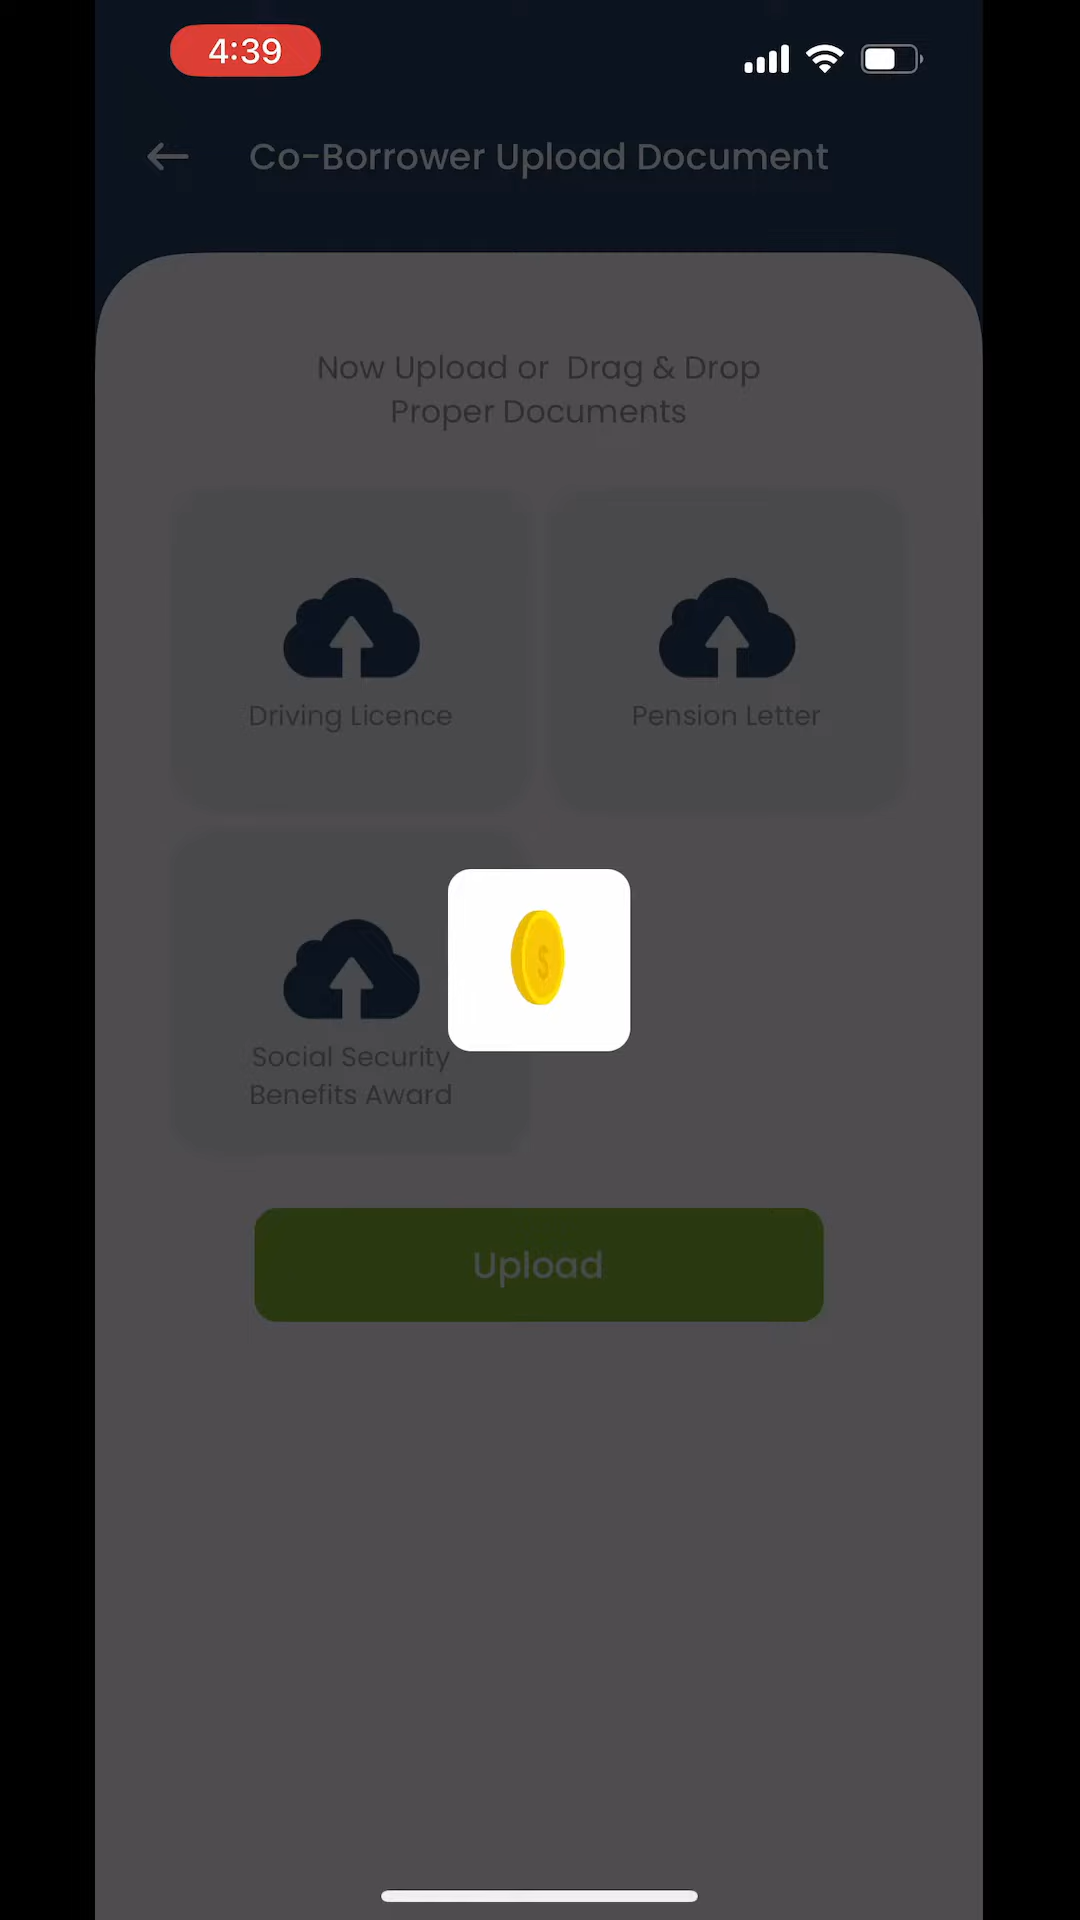 4:39
Co-Borrower Upload Document
Now Upload or  Drag & Drop
Proper Documents
Driving Licence
Pension Letter
Social Security
Benefits Award
$
Upload